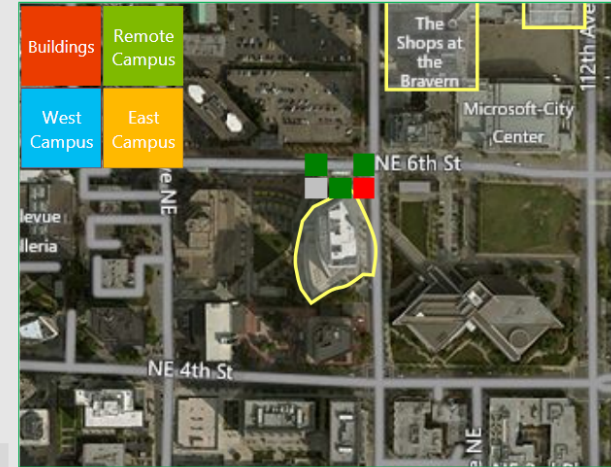 Buildings
Remote
Campus
West
Campus
East
Campus
The
Shops at
the
Bravern
112th Ave
Microsoft-City
Center
NE 6th St
ve NE
levue
lleria
NE 4th St
e NE